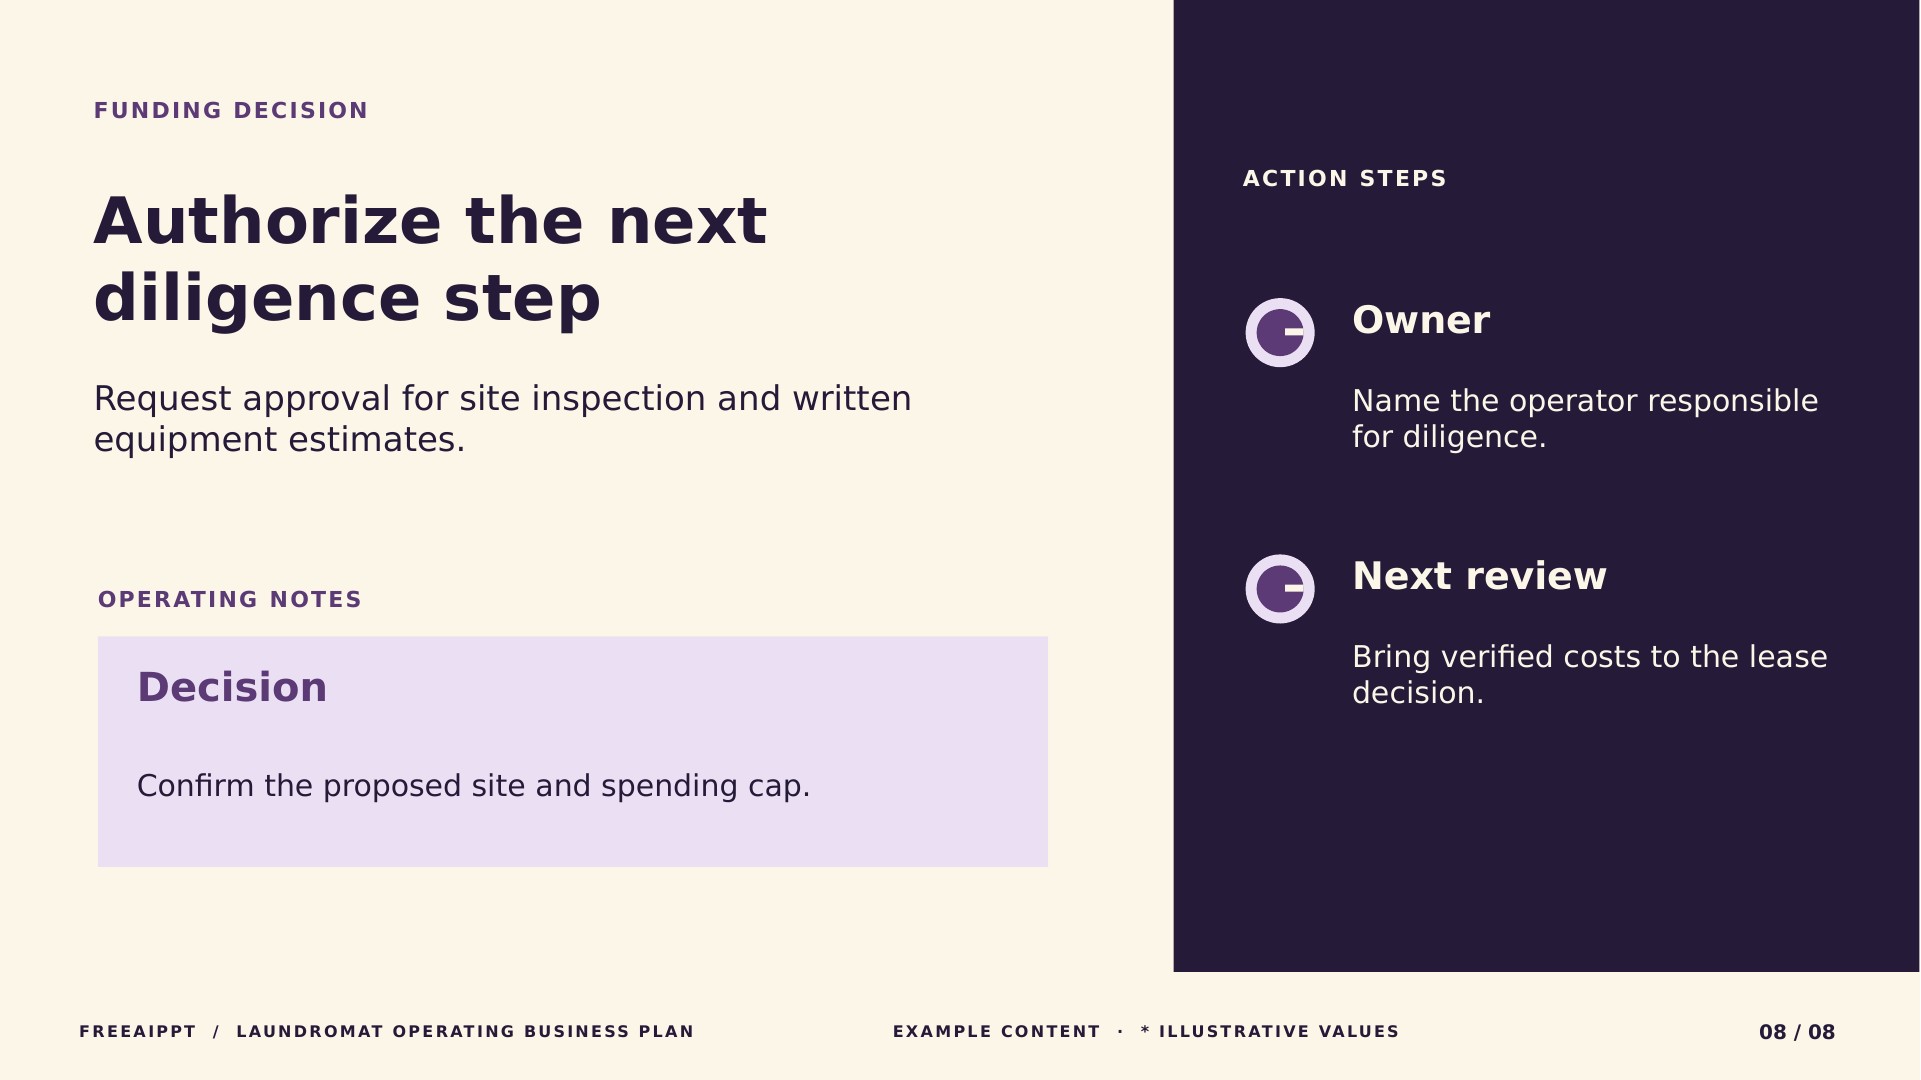 FUNDING DECISION
Authorize the next
diligence step
Request approval for site inspection and written
equipment estimates.
OPERATING NOTES
Decision
Confirm the proposed site and spending cap.
ACTION STEPS
Owner
Name the operator responsible
for diligence.
Next review
Bring verified costs to the lease
decision.
FREEAIPPT / LAUNDROMAT OPERATING BUSINESS PLAN
EXAMPLE CONTENT · * ILLUSTRATIVE VALUES
08 / 08